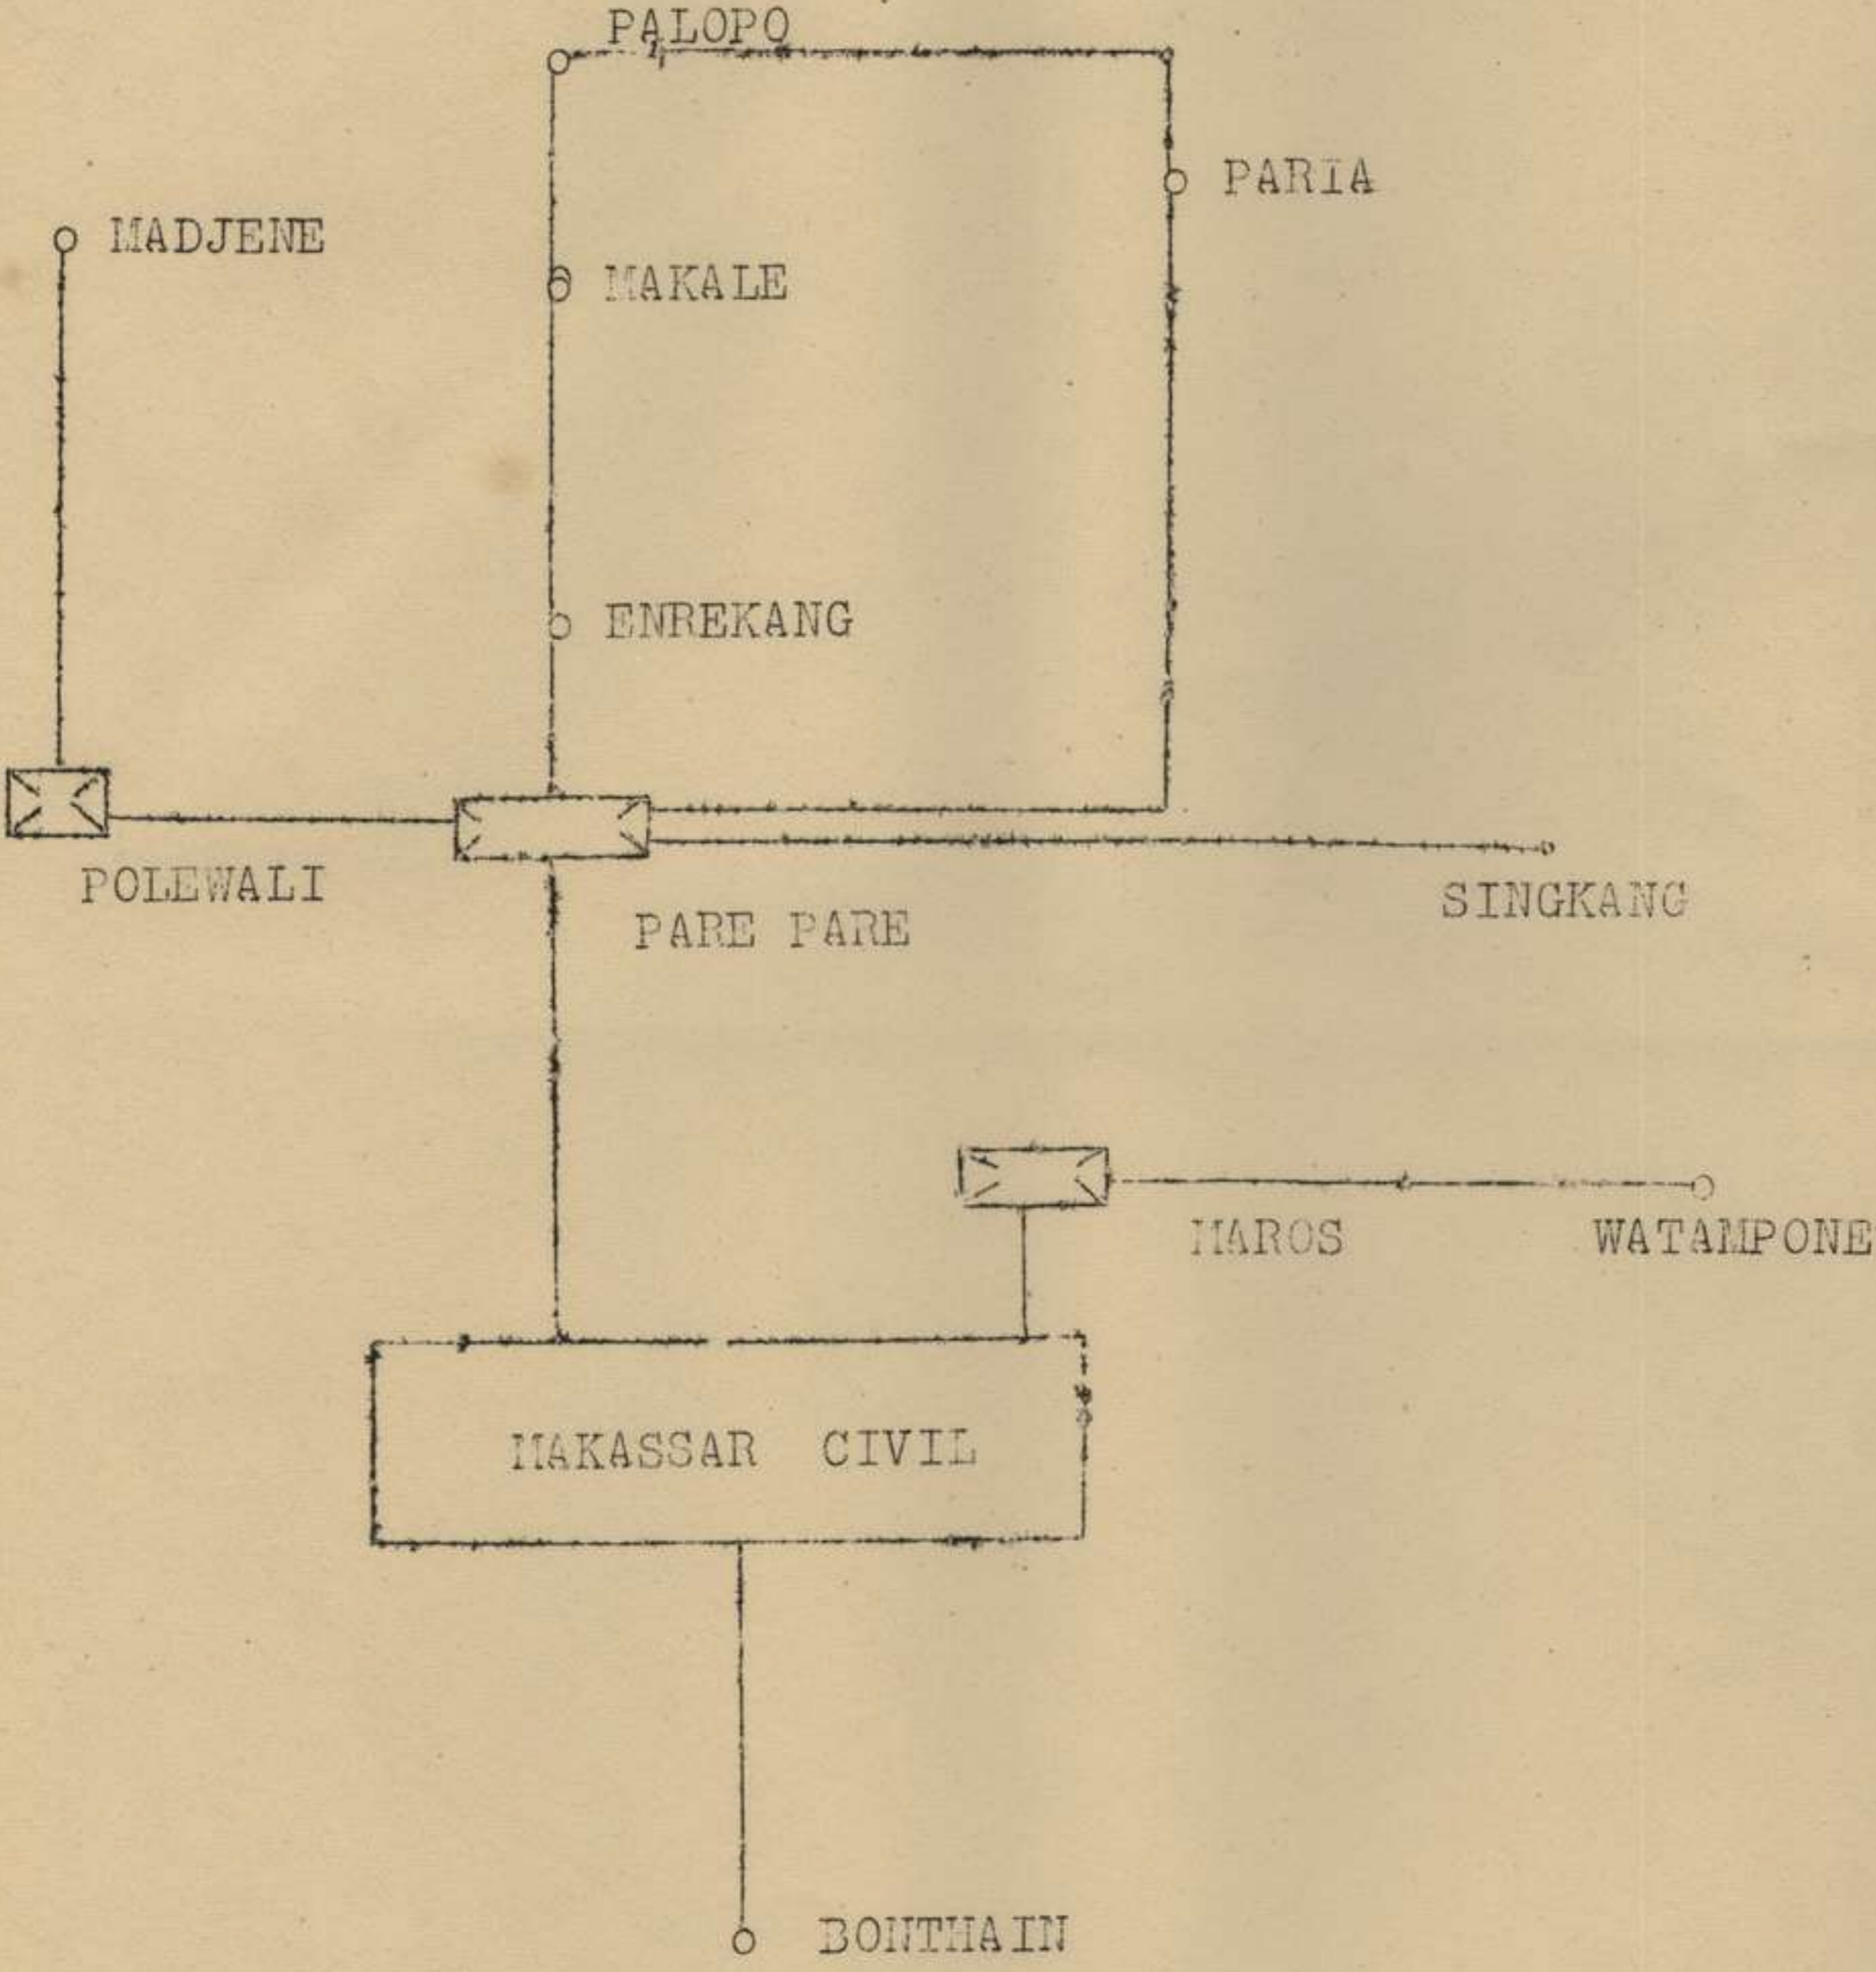 PALOPO
PARIA
MADJENE
MAKALE
ENREKANG
POLEWALI
SINGKANG
PARE PARE
MAROS
WATAMPONE
MAKASSAR CIVIL
BONTHAIN